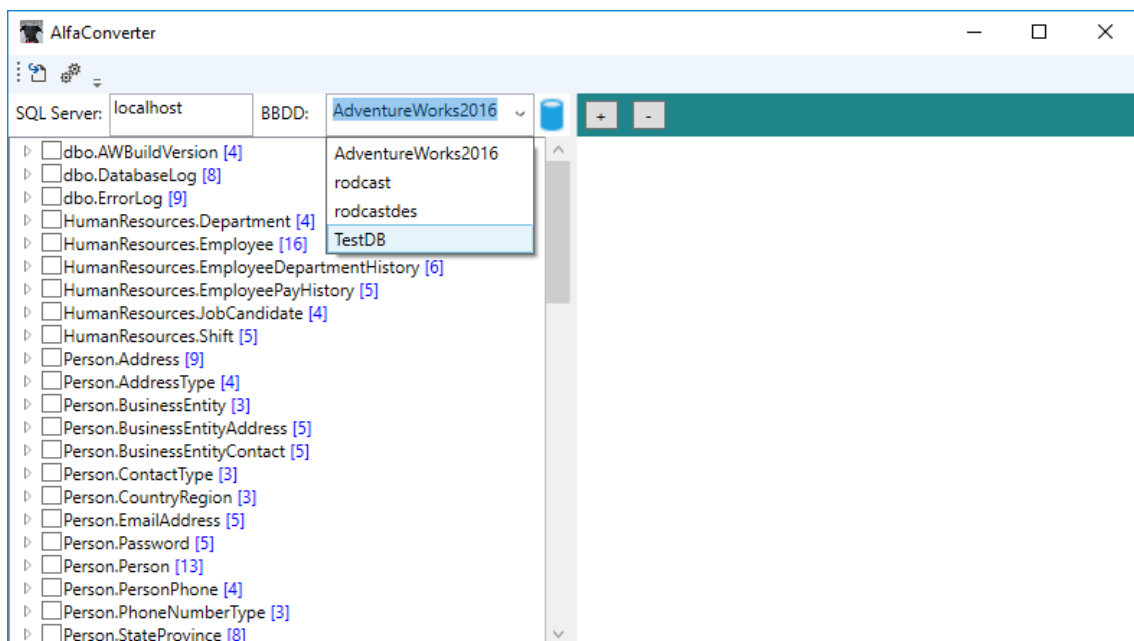 AlfaConverter
SQL Server: localhost BBDD: AdventureWorks2016 + -
AdventureWorks2016
rodcast
rodcastdes
TestDB
dbo.AWBuildVersion [4]
dbo.DatabaseLog [8]
dbo.ErrorLog [9]
HumanResources.Department [4]
HumanResources.Employee [16]
HumanResources.EmployeeDepartmentHistory [6]
HumanResources.EmployeePayHistory [5]
HumanResources.JobCandidate [4]
HumanResources.Shift [5]
Person.Address [9]
Person.AddressType [4]
Person.BusinessEntity [3]
Person.BusinessEntityAddress [5]
Person.BusinessEntityContact [5]
Person.ContactType [3]
Person.CountryRegion [3]
Person.EmailAddress [5]
Person.Password [5]
Person.Person [13]
Person.PersonPhone [4]
Person.PhoneNumberType [3]
Person.StateProvince [8]